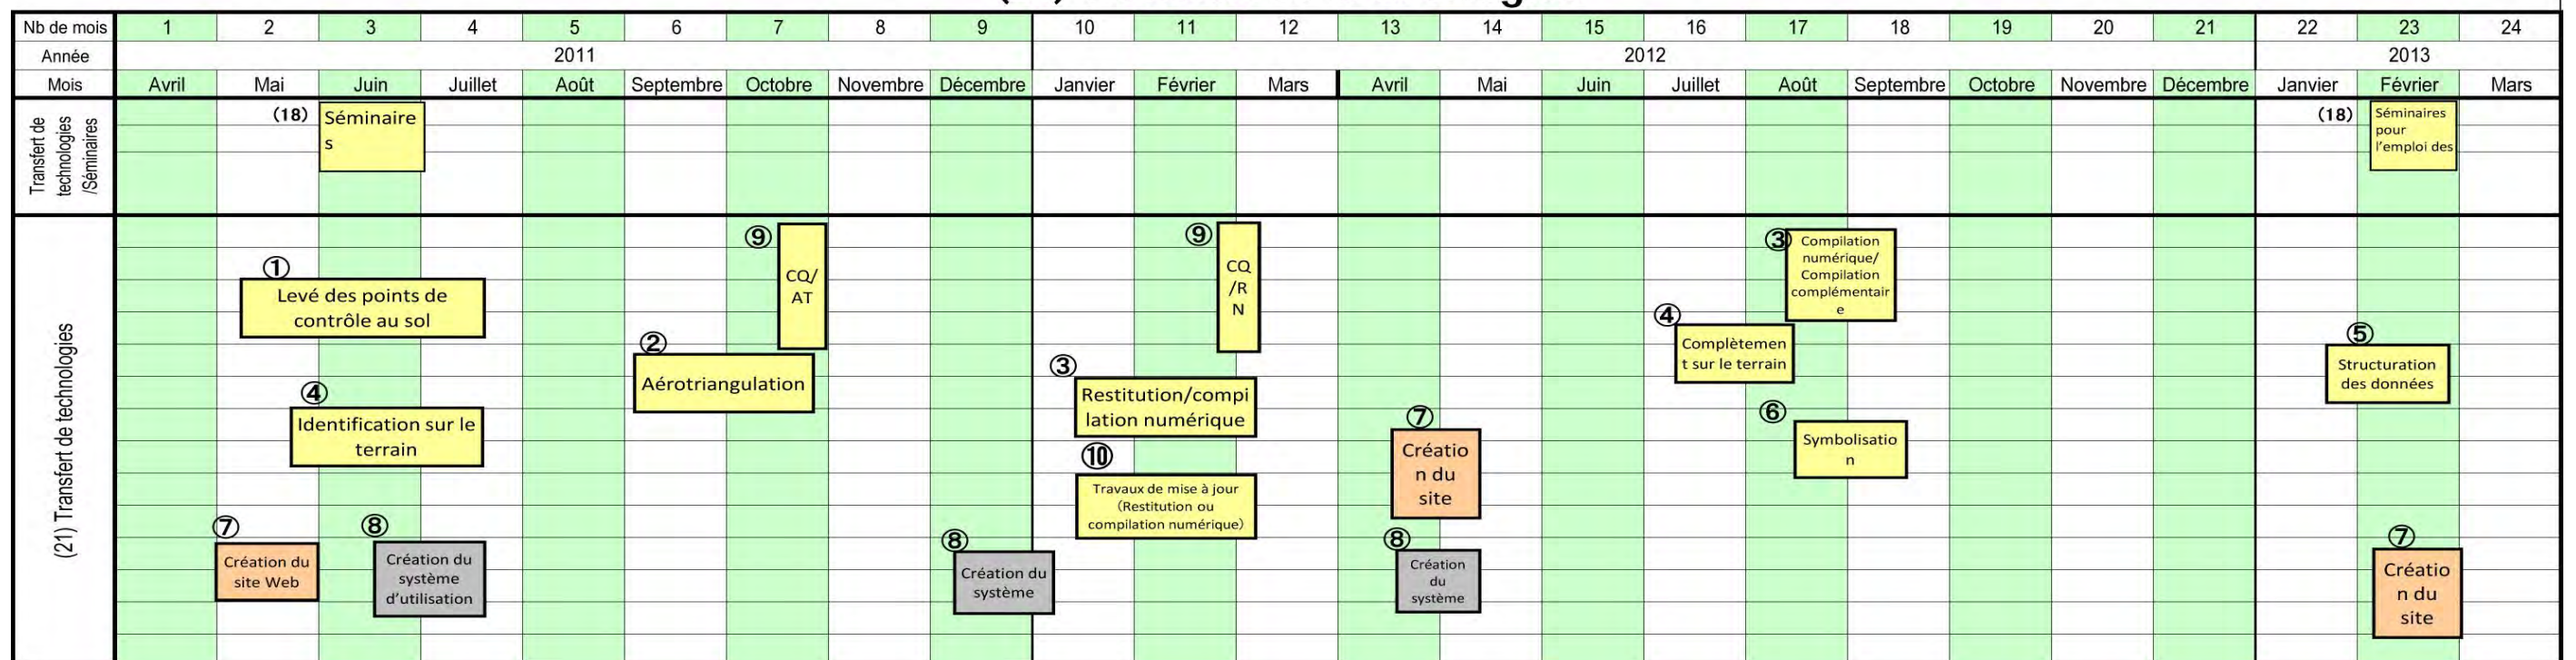 Nb de mois 1 2 3 4 5 6 7 8 9 10 11 12 13 14 15 16 17 18 19 20 21 22 23 24
Année 2011 2012 2013
Mois Avril Mai Juin Juillet Août Septembre Octobre Novembre Décembre Janvier Février Mars Avril Mai Juin Juillet Août Septembre Octobre Novembre Décembre Janvier Février Mars
Transfert de
technologies
/Séminaires
(18)
Séminaire
s
(18)
Séminaires
pour
l'emploi des
(21) Transfert de technologies
①
Levé des points de
contrôle au sol
④
Identification sur le
terrain
⑦
Création du
site Web
⑧
Création du
système
d'utilisation
②
Aérotriangulation
⑨
CQ/
AT
⑧
Création du
système
③
Restitution/compi
lation numérique
⑩
Travaux de mise à jour
(Restitution ou
compilation numérique)
⑨
CQ
/R
N
⑦
Créatio
n du
site
⑧
Création
du
système
④
Complètemen
t sur le terrain
③
Compilation
numérique/
Compilation
complémentair
e
⑥
Symbolisatio
n
⑤
Structuration
des données
⑦
Créatio
n du
site